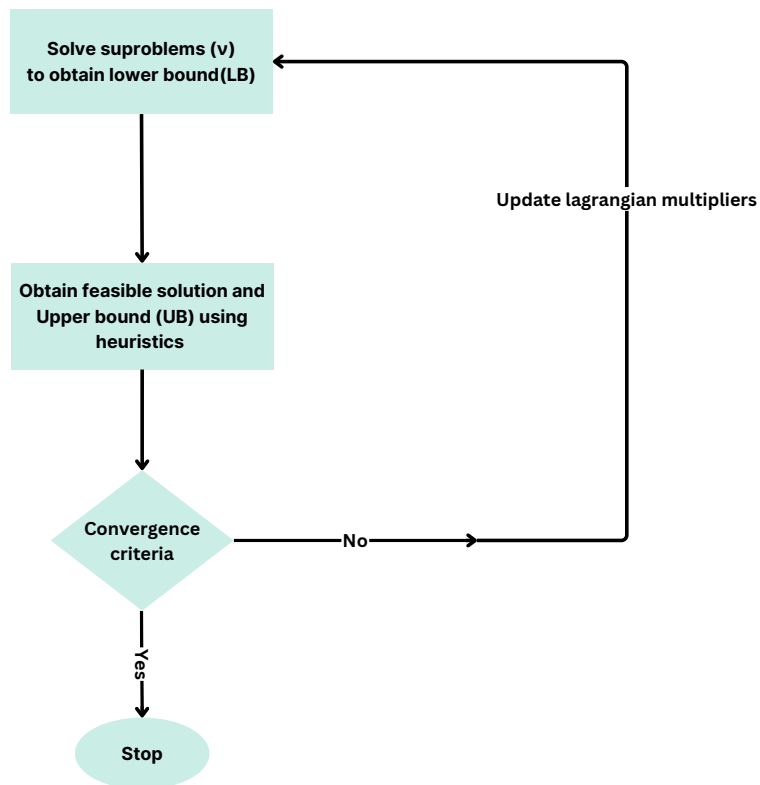 Solve suproblems (ν)
to obtain lower bound(LB)
Update lagrangian multipliers
Obtain feasible solution and
Upper bound (UB) using
heuristics
Convergence
criteria
No
Yes
Stop